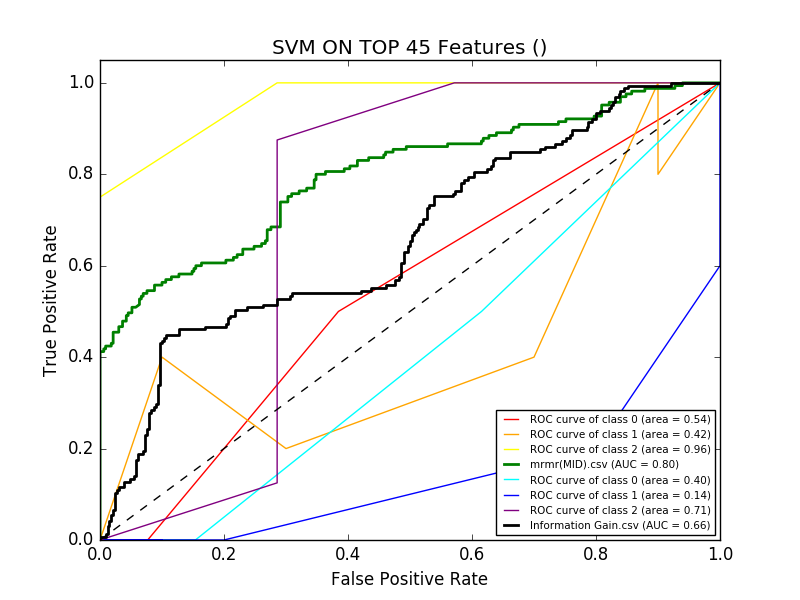 SVM ON TOP 45 Features ()
True Positive Rate
1.0
0.8
0.6
0.4
0.2
0.0
0.0 0.2 0.4 0.6 0.8 1.0
False Positive Rate
ROC curve of class 0 (area = 0.54)
ROC curve of class 1 (area = 0.42)
ROC curve of class 2 (area = 0.96)
mrmr(MID).csv (AUC = 0.80)
ROC curve of class 0 (area = 0.40)
ROC curve of class 1 (area = 0.14)
ROC curve of class 2 (area = 0.71)
Information Gain.csv (AUC = 0.66)